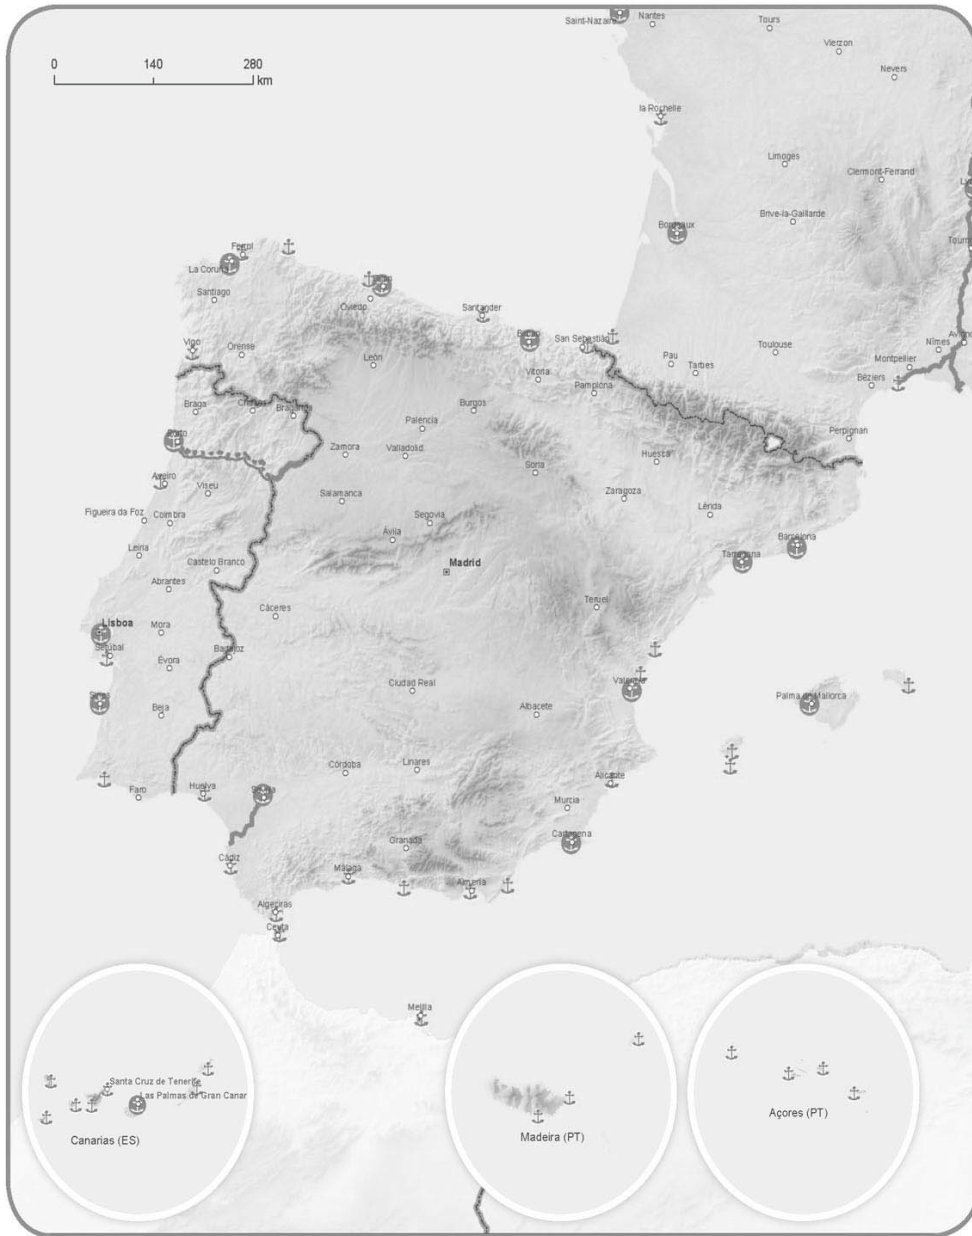 Saint-Nazaire
Nantes
Tours
Vierzon
Nevers
0 140 280
km
la Rochelle
Limoges
Clermont-Ferrand
Brive-la-Gaillarde
Bordeaux
Ferrol
La Coruña
Santiago
Oviedo
Santander
Bilbao
San Sebastián
Vigo
Orense
León
Vitoria
Pamplona
Pau
Tarbes
Toulouse
Montpellier
Nîmes
Béziers
Perpignan
Braga
Burgos
Palencia
Zamora
Valladolid
Soria
Huesca
Zaragoza
Lérida
Aveiro
Viseu
Salamanca
Segovia
Figueira da Foz
Coimbra
Ávila
Barcelona
Tarragona
Leiria
Castelo Branco
Madrid
Abrantes
Cáceres
Teruel
Lisboa
Mora
Setúbal
Évora
Badajoz
Ciudad Real
Valencia
Palma de Mallorca
Beja
Albacete
Córdoba
Linares
Alicante
Faro
Huelva
Murcia
Cartagena
Granada
Cádiz
Málaga
Almería
Algeciras
Ceuta
Melilla
Santa Cruz de Tenerife
Las Palmas de Gran Canar
Canarias (ES)
Madeira (PT)
Açores (PT)